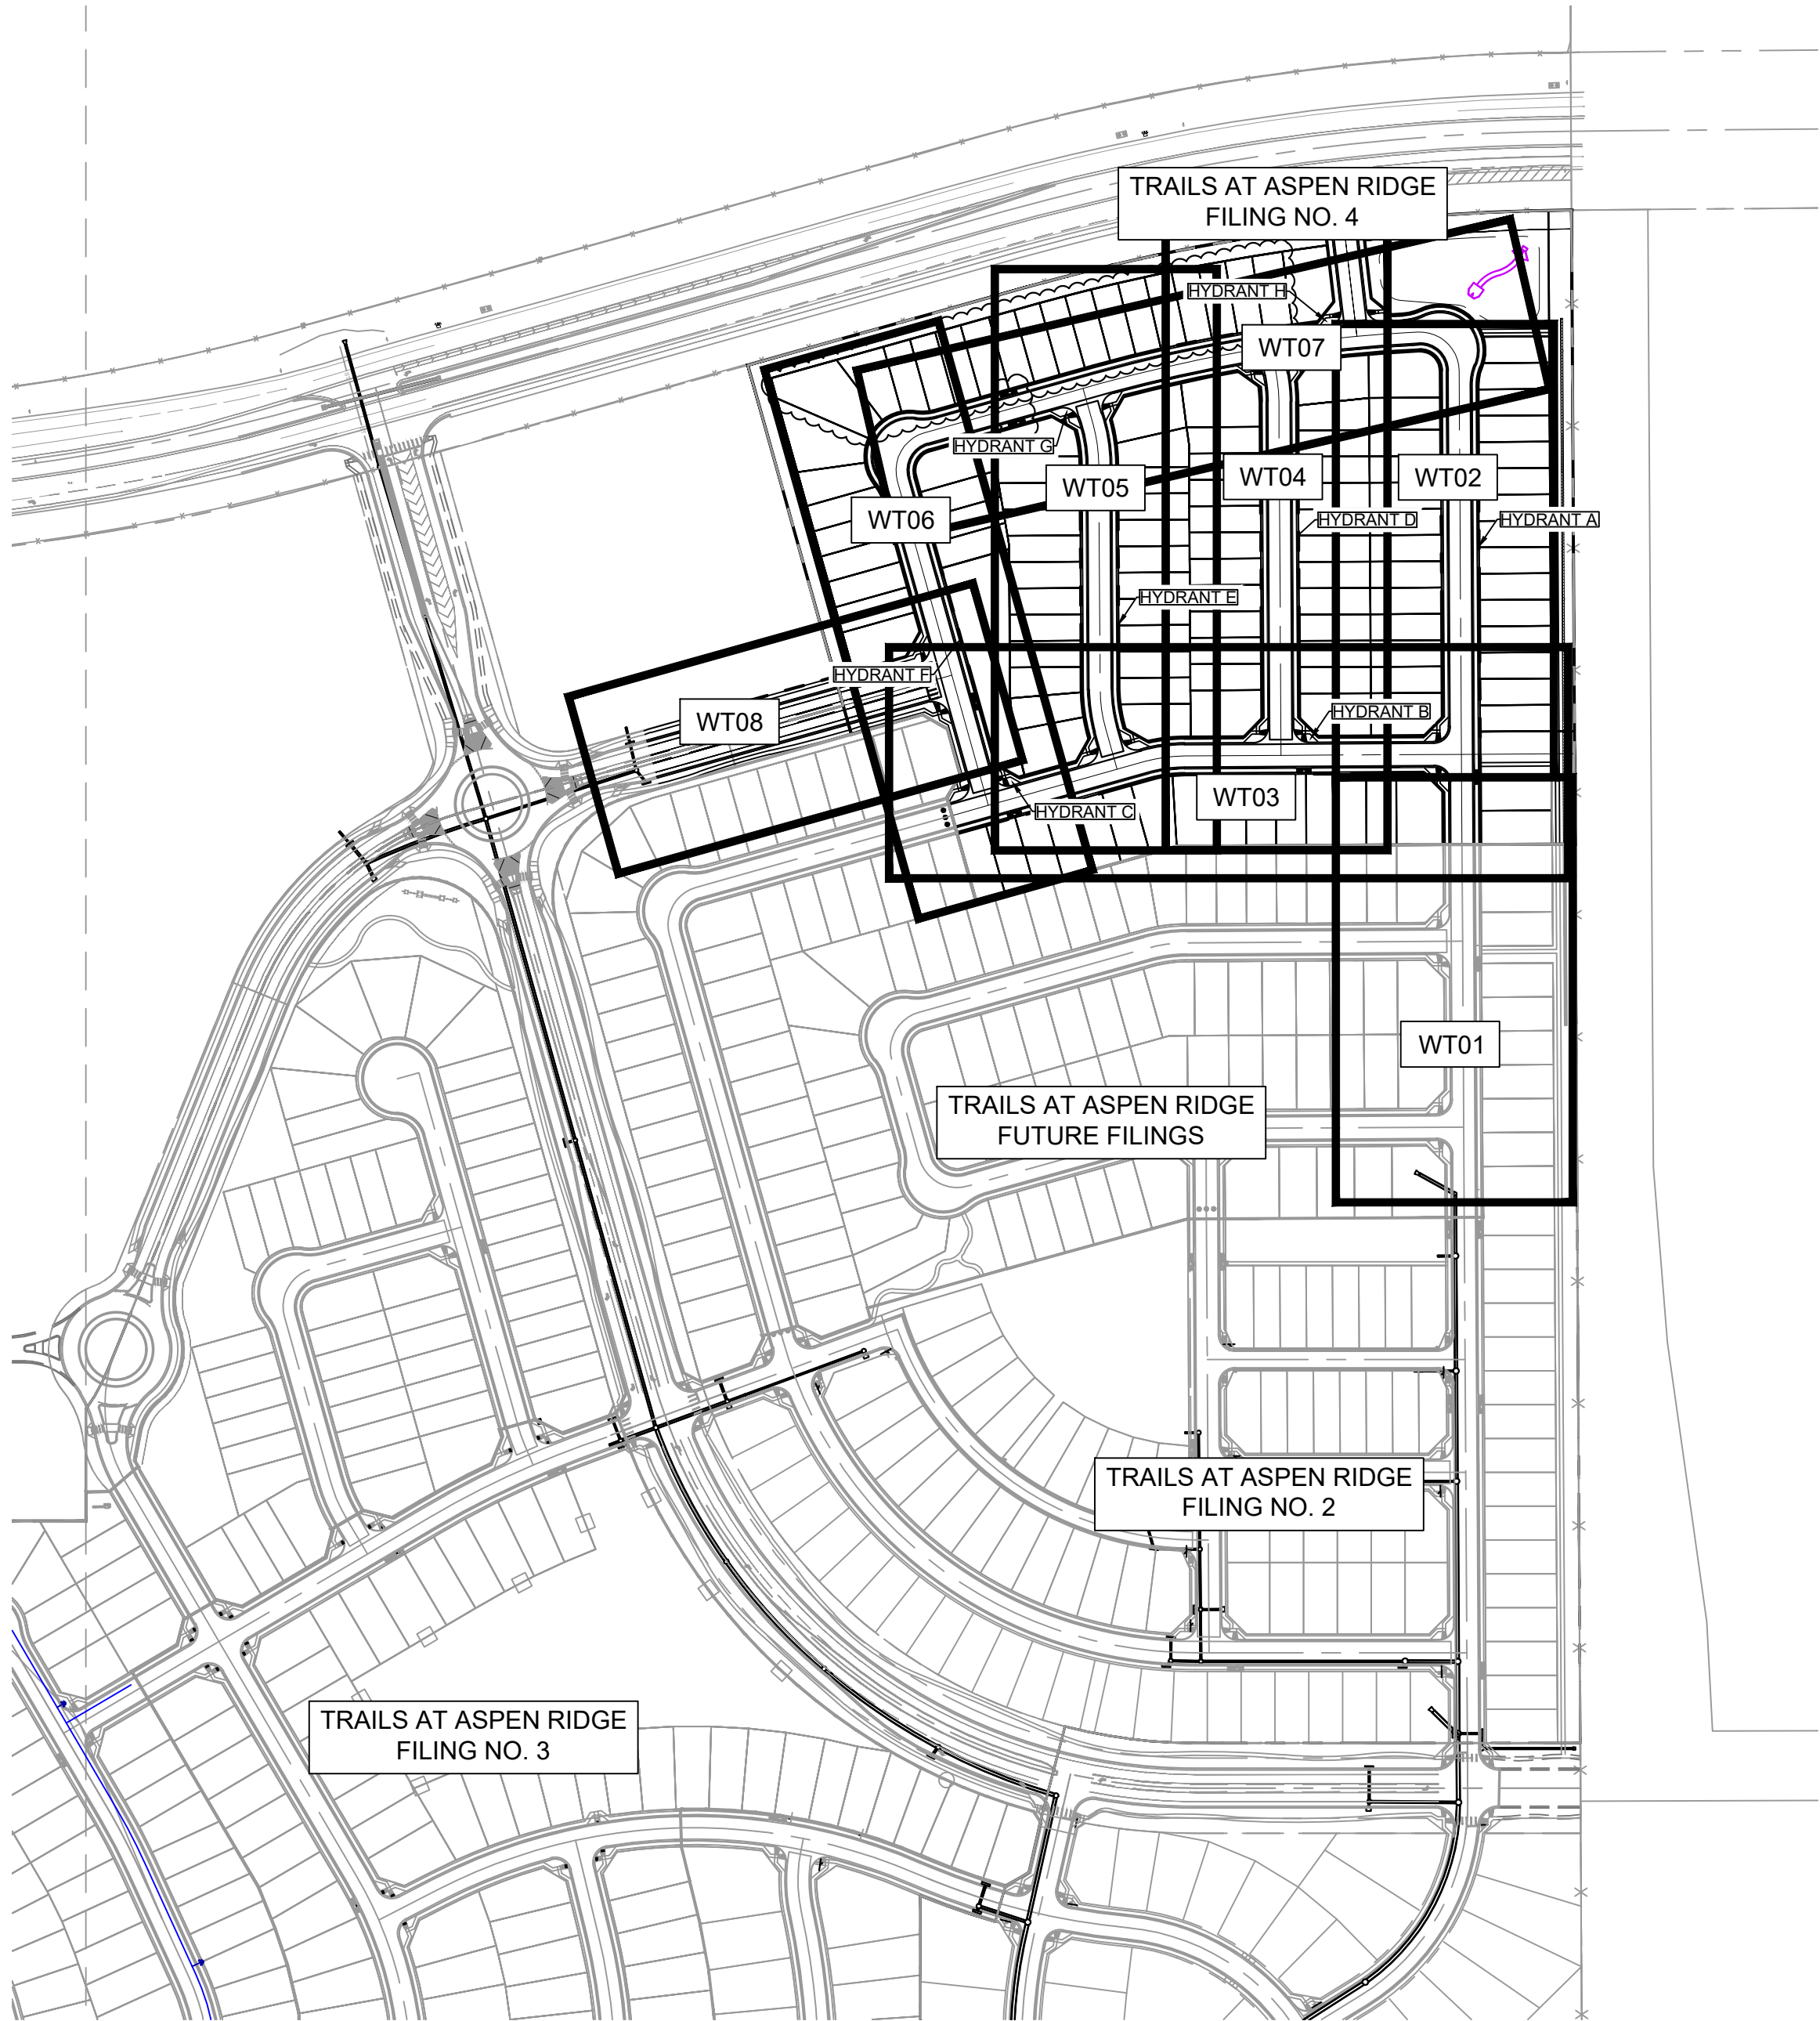 TRAILS AT ASPEN RIDGE
FILING NO. 4
HYDRANT H
WT07
HYDRANT G
WT05
WT04
WT02
WT06
HYDRANT D
HYDRANT A
HYDRANT E
HYDRANT F
WT08
HYDRANT B
WT03
HYDRANT C
WT01
TRAILS AT ASPEN RIDGE
FUTURE FILINGS
TRAILS AT ASPEN RIDGE
FILING NO. 2
TRAILS AT ASPEN RIDGE
FILING NO. 3